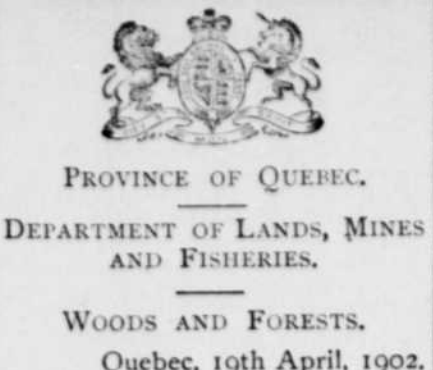 PROVINCE OF QUEBEC.
DEPARTMENT OF LANDS, MINES
AND FISHERIES.
WOODS AND FORESTS.
Quebec, 19th April, 1902.